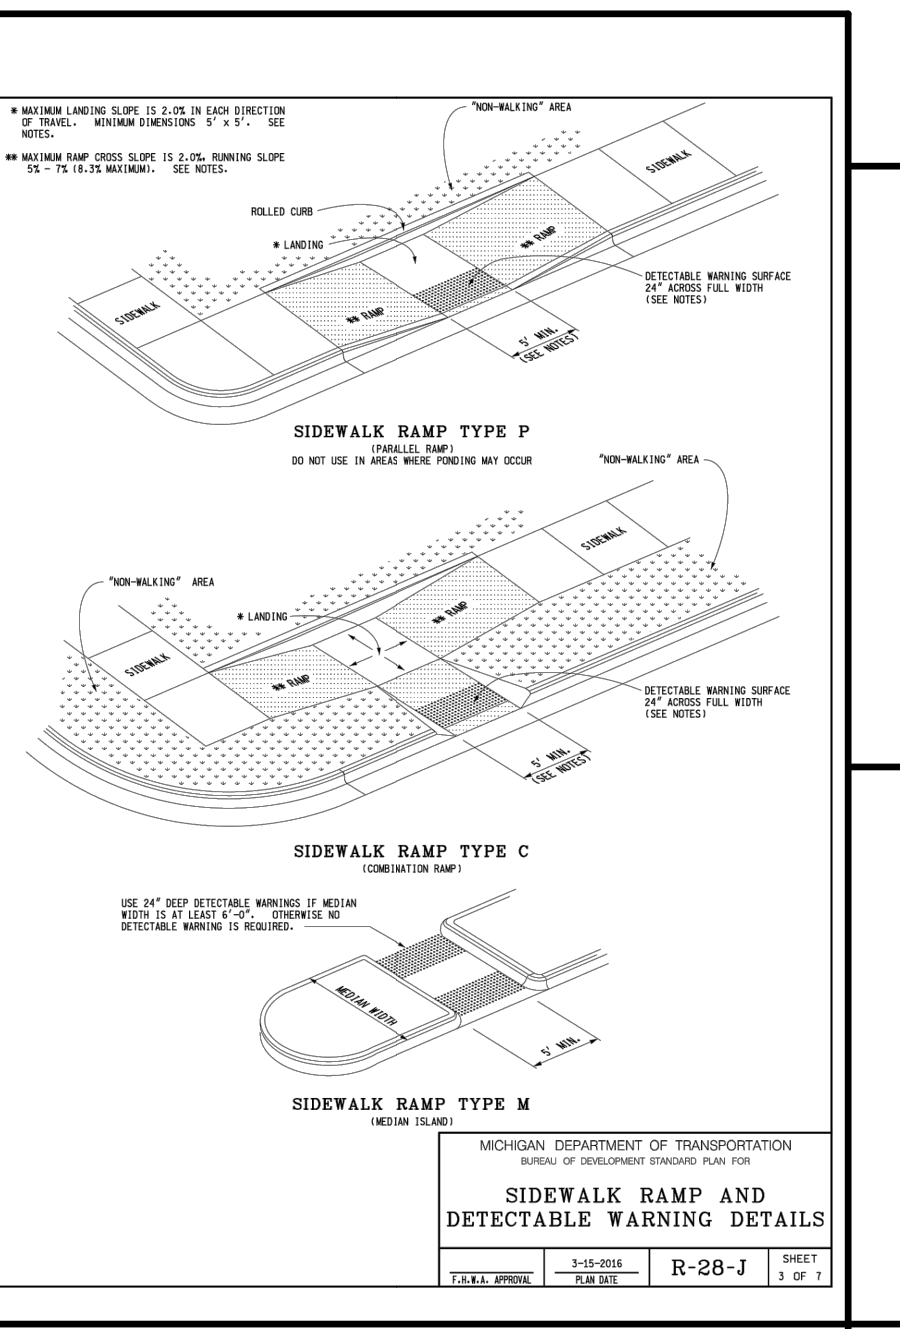 * MAXIMUM LANDING SLOPE IS 2.0% IN EACH DIRECTION
OF TRAVEL. MINIMUM DIMENSIONS 5' x 5'. SEE
NOTES.
** MAXIMUM RAMP CROSS SLOPE IS 2.0%, RUNNING SLOPE
5% - 7% (8.3% MAXIMUM). SEE NOTES.
"NON-WALKING" AREA
SIDEWALK
ROLLED CURB
* LANDING
** RAMP
DETECTABLE WARNING SURFACE
24" ACROSS FULL WIDTH
(SEE NOTES)
SIDEWALK
** RAMP
5' MIN.
(SEE NOTES)
SIDEWALK RAMP TYPE P
(PARALLEL RAMP)
DO NOT USE IN AREAS WHERE PONDING MAY OCCUR
"NON-WALKING" AREA
SIDEWALK
"NON-WALKING" AREA
* LANDING
** RAMP
SIDEWALK
** RAMP
DETECTABLE WARNING SURFACE
24" ACROSS FULL WIDTH
(SEE NOTES)
5' MIN.
(SEE NOTES)
SIDEWALK RAMP TYPE C
(COMBINATION RAMP)
USE 24" DEEP DETECTABLE WARNINGS IF MEDIAN
WIDTH IS AT LEAST 6'-0". OTHERWISE NO
DETECTABLE WARNING IS REQUIRED.
MEDIAN WIDTH
5' MIN.
SIDEWALK RAMP TYPE M
(MEDIAN ISLAND)
MICHIGAN DEPARTMENT OF TRANSPORTATION
BUREAU OF DEVELOPMENT STANDARD PLAN FOR
SIDEWALK RAMP AND
DETECTABLE WARNING DETAILS
F.H.W.A. APPROVAL
3-15-2016
PLAN DATE
R-28-J
SHEET
3 OF 7